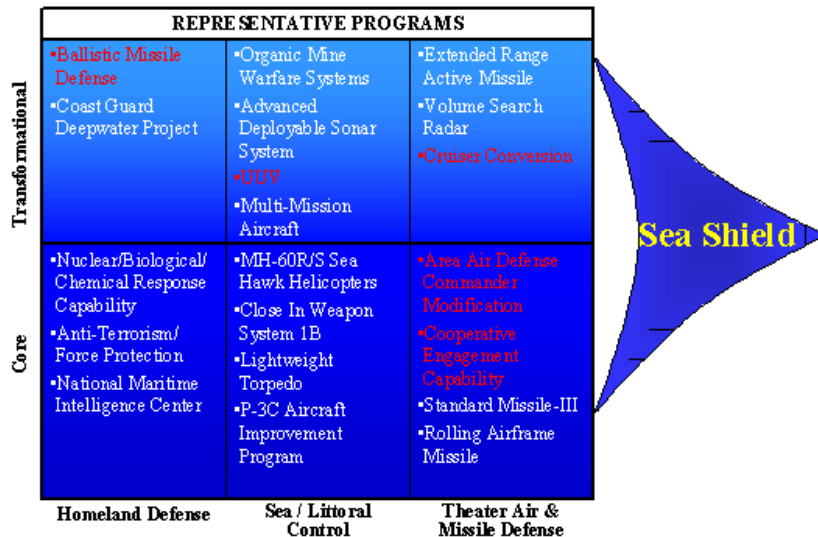 REPRESENTATIVE PROGRAMS
▪Ballistic Missile
Defense
▪Coast Guard
Deepwater Project
▪Organic Mine
Warfare Systems
▪Advanced
Deployable Sonar
System
▪UUV
▪Multi-Mission
Aircraft
▪Extended Range
Active Missile
▪Volume Search
Radar
▪Cruiser Conversion
Transformational
▪Nuclear/Biological/
Chemical Response
Capability
▪Anti-Terrorism/
Force Protection
▪National Maritime
Intelligence Center
▪MH-60R/S Sea
Hawk Helicopters
▪Close In Weapon
System 1B
▪Lightweight
Torpedo
▪P-3C Aircraft
Improvement
Program
▪Area Air Defense
Commander
Modification
▪Cooperative
Engagement
Capability
▪Standard Missile-III
▪Rolling Airframe
Missile
Core
Homeland Defense
Sea / Littoral
Control
Theater Air &
Missile Defense
Sea Shield